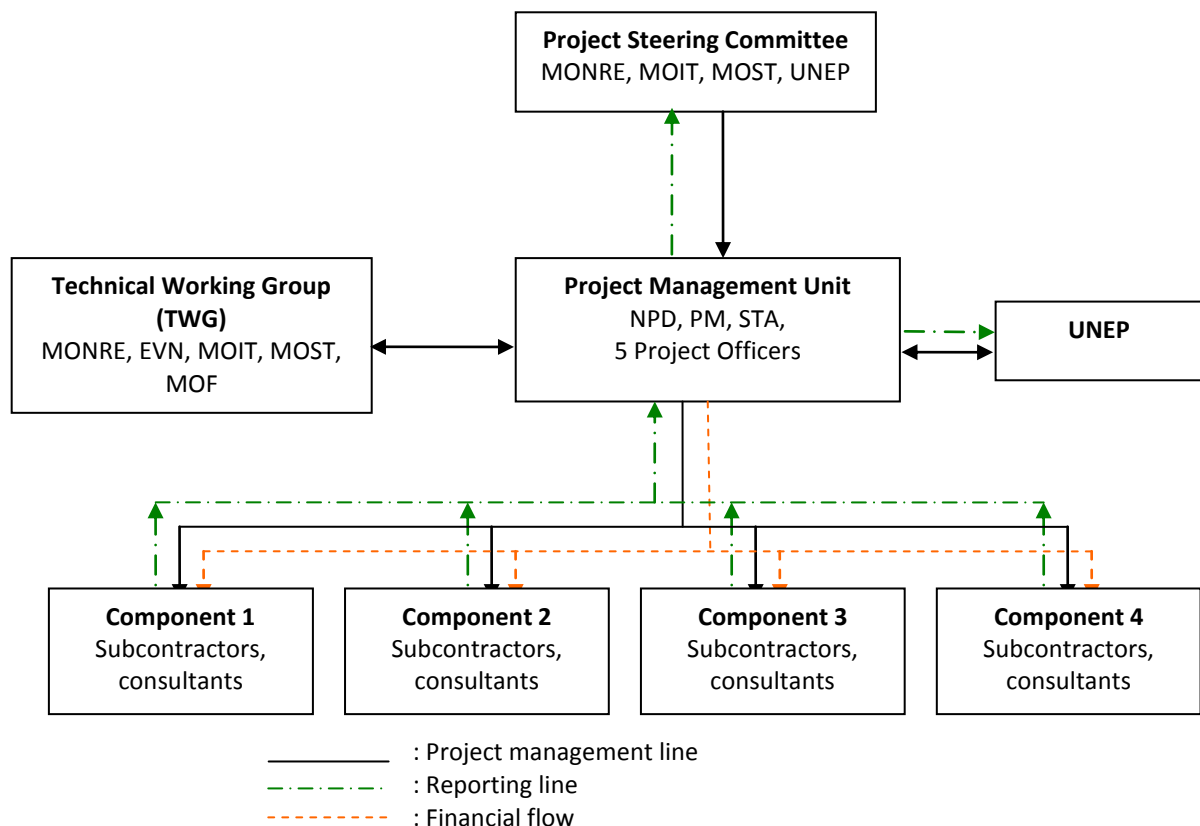 Project Steering Committee
MONRE, MOIT, MOST, UNEP
Technical Working Group
(TWG)
MONRE, EVN, MOIT, MOST,
MOF
Project Management Unit
NPD, PM, STA,
5 Project Officers
UNEP
Component 1
Subcontractors,
consultants
Component 2
Subcontractors,
consultants
Component 3
Subcontractors,
consultants
Component 4
Subcontractors,
consultants
: Project management line
: Reporting line
: Financial flow